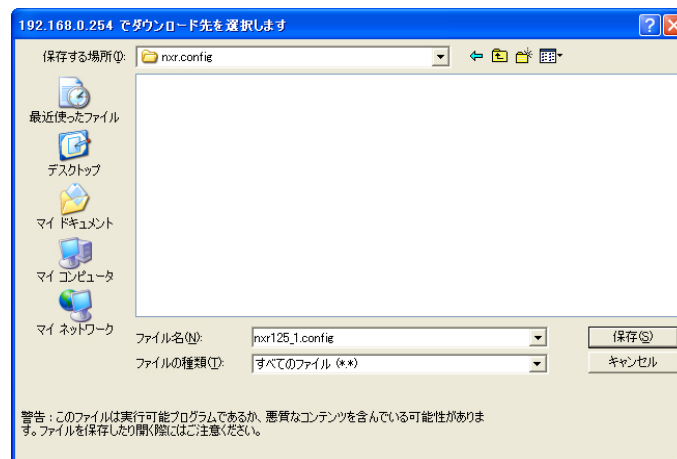 192.168.0.254 でダウンロード先を選択します
保存する場所(I):
nxr.config
最近使ったファイル
デスクトップ
マイ ドキュメント
マイ コンピュータ
マイ ネットワーク
ファイル名(N):
nxr125_1.config
保存(S)
ファイルの種類(T):
すべてのファイル (*.*)
キャンセル
警告：このファイルは実行可能プログラムであるか、悪質なコンテンツを含んでいる可能性がありま
す。ファイルを保存したり開く際にはご注意ください。